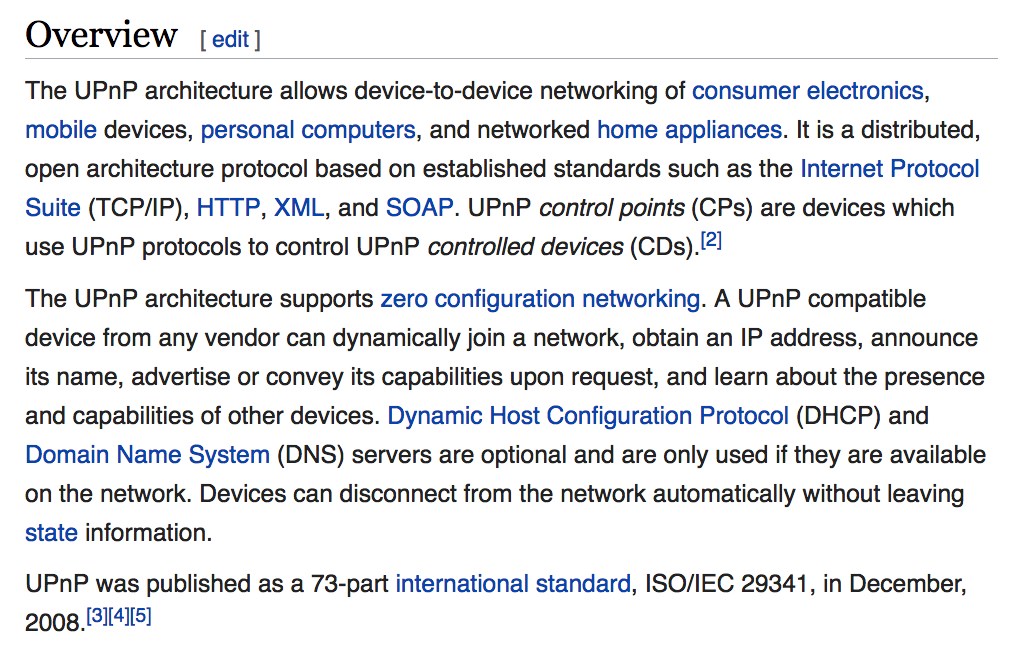 Overview [ edit ]
The UPnP architecture allows device-to-device networking of consumer electronics,
mobile devices, personal computers, and networked home appliances. It is a distributed,
open architecture protocol based on established standards such as the Internet Protocol
Suite (TCP/IP), HTTP, XML, and SOAP. UPnP control points (CPs) are devices which
use UPnP protocols to control UPnP controlled devices (CDs).[2]
The UPnP architecture supports zero configuration networking. A UPnP compatible
device from any vendor can dynamically join a network, obtain an IP address, announce
its name, advertise or convey its capabilities upon request, and learn about the presence
and capabilities of other devices. Dynamic Host Configuration Protocol (DHCP) and
Domain Name System (DNS) servers are optional and are only used if they are available
on the network. Devices can disconnect from the network automatically without leaving
state information.
UPnP was published as a 73-part international standard, ISO/IEC 29341, in December,
2008.[3][4][5]